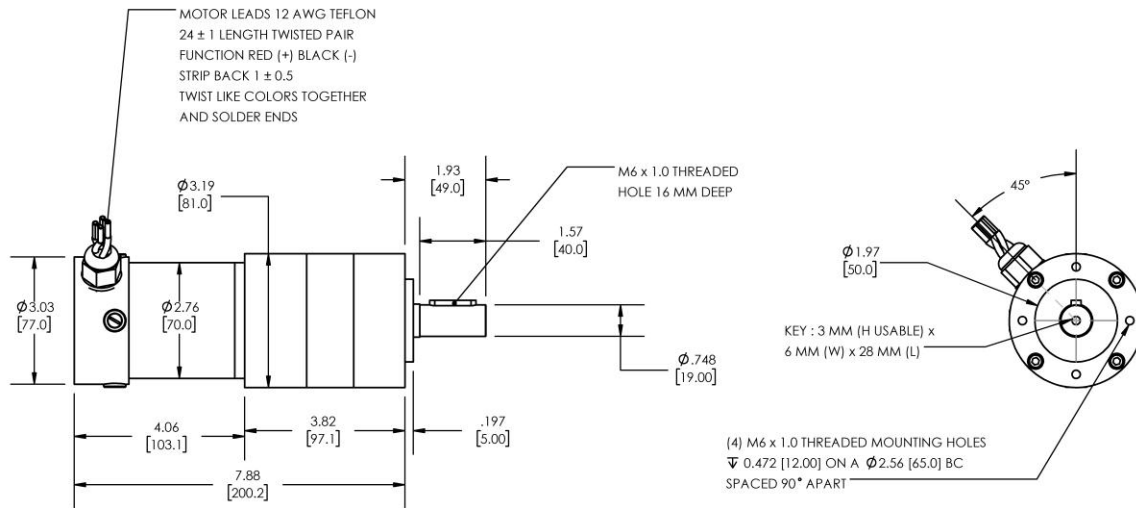 MOTOR LEADS 12 AWG TEFLON
24 ± 1 LENGTH TWISTED PAIR
FUNCTION RED (+) BLACK (-)
STRIP BACK 1 ± 0.5
TWIST LIKE COLORS TOGETHER
AND SOLDER ENDS
1.93
[49.0]
M6 x 1.0 THREADED
HOLE 16 MM DEEP
Ø3.19
[81.0]
1.57
[40.0]
Ø3.03
[77.0]
Ø2.76
[70.0]
Ø.748
[19.00]
4.06
[103.1]
3.82
[97.1]
.197
[5.00]
7.88
[200.2]
45°
Ø1.97
[50.0]
KEY : 3 MM (H USABLE) x
6 MM (W) x 28 MM (L)
(4) M6 x 1.0 THREADED MOUNTING HOLES
↧ 0.472 [12.00] ON A Ø2.56 [65.0] BC
SPACED 90° APART